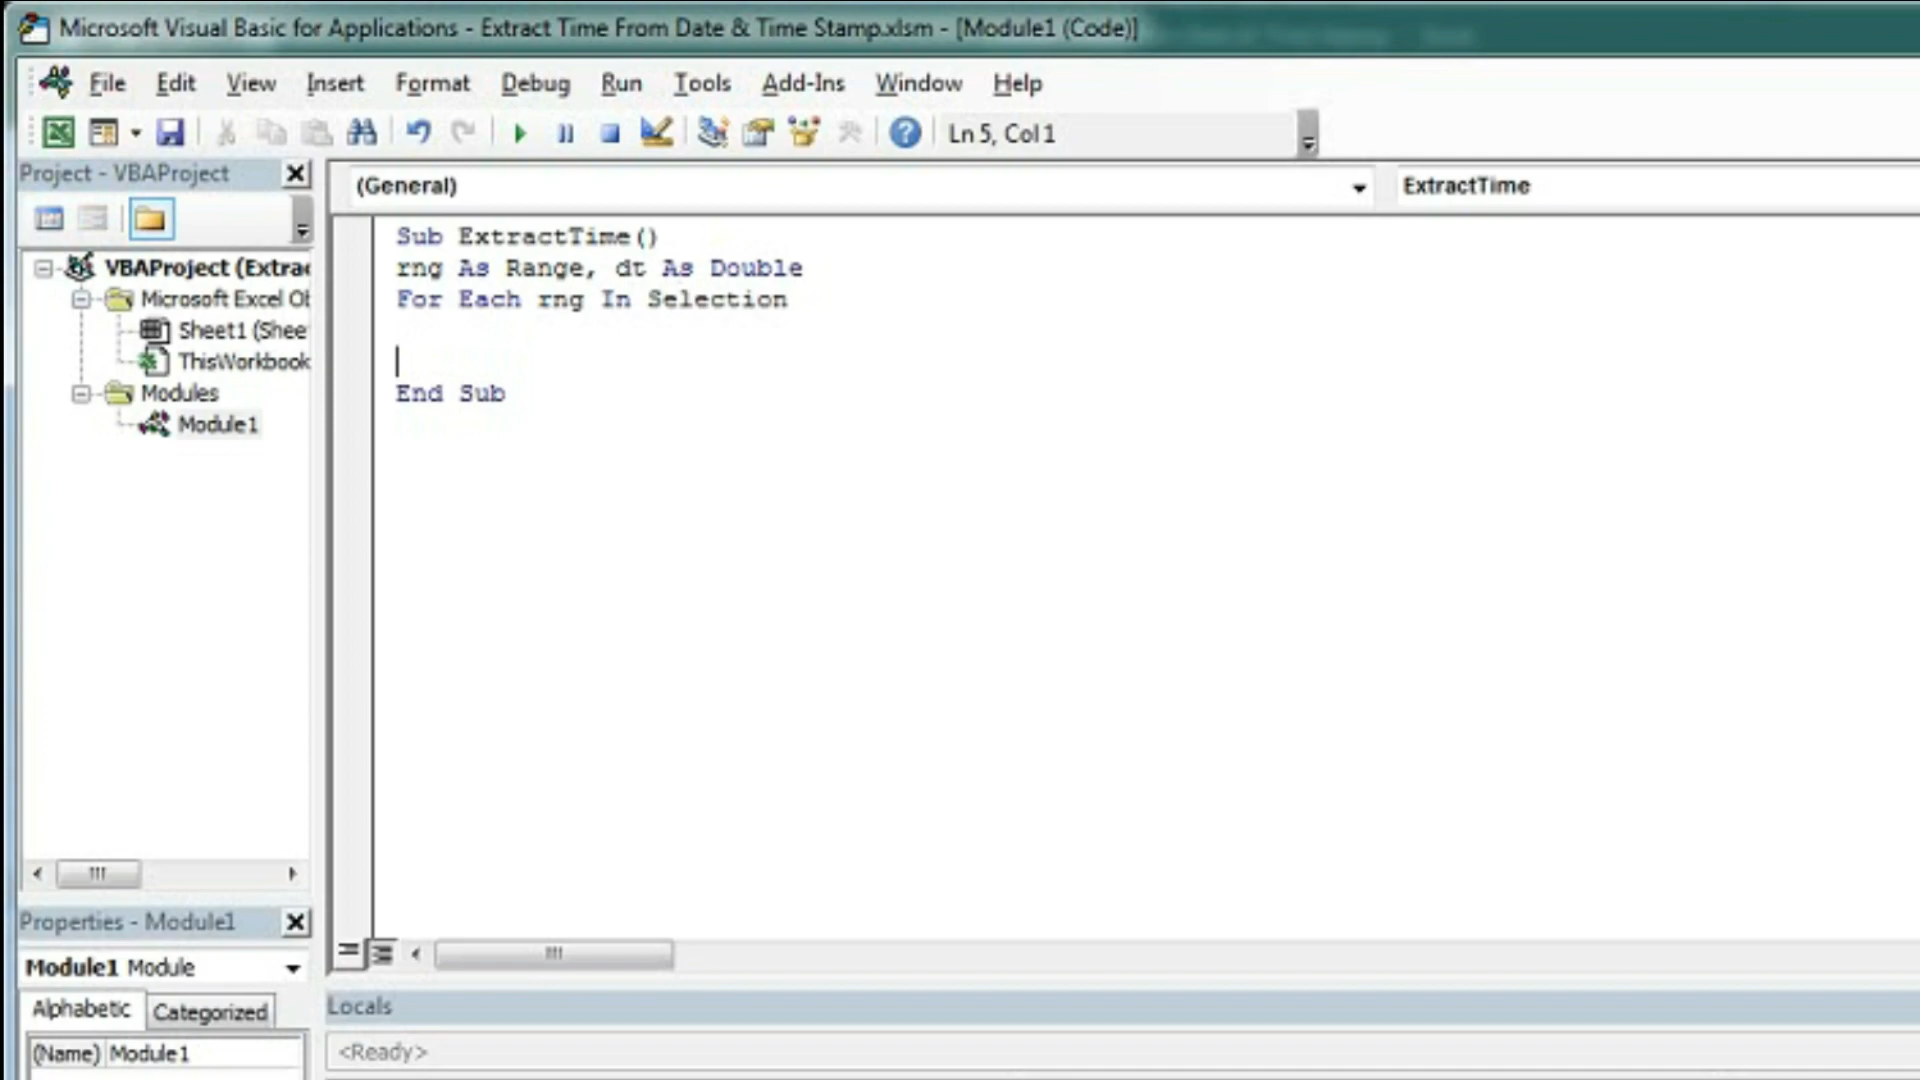 Microsoft Visual Basic for Applications - Extract Time From Date & Time Stamp.xlsm - [Module1 (Code)]
File Edit View Insert Format Debug Run Tools Add-Ins Window Help
Ln 5, Col 1
Project - VBAProject
(General) ExtractTime
VBAProject (Extrac
Microsoft Excel Ob
Sheet1 (Shee
ThisWorkbook
Modules
Module1
Sub ExtractTime()
rng As Range, dt As Double
For Each rng In Selection
End Sub
Properties - Module1
Module1 Module
Alphabetic Categorized
(Name) Module1
Locals
<Ready>